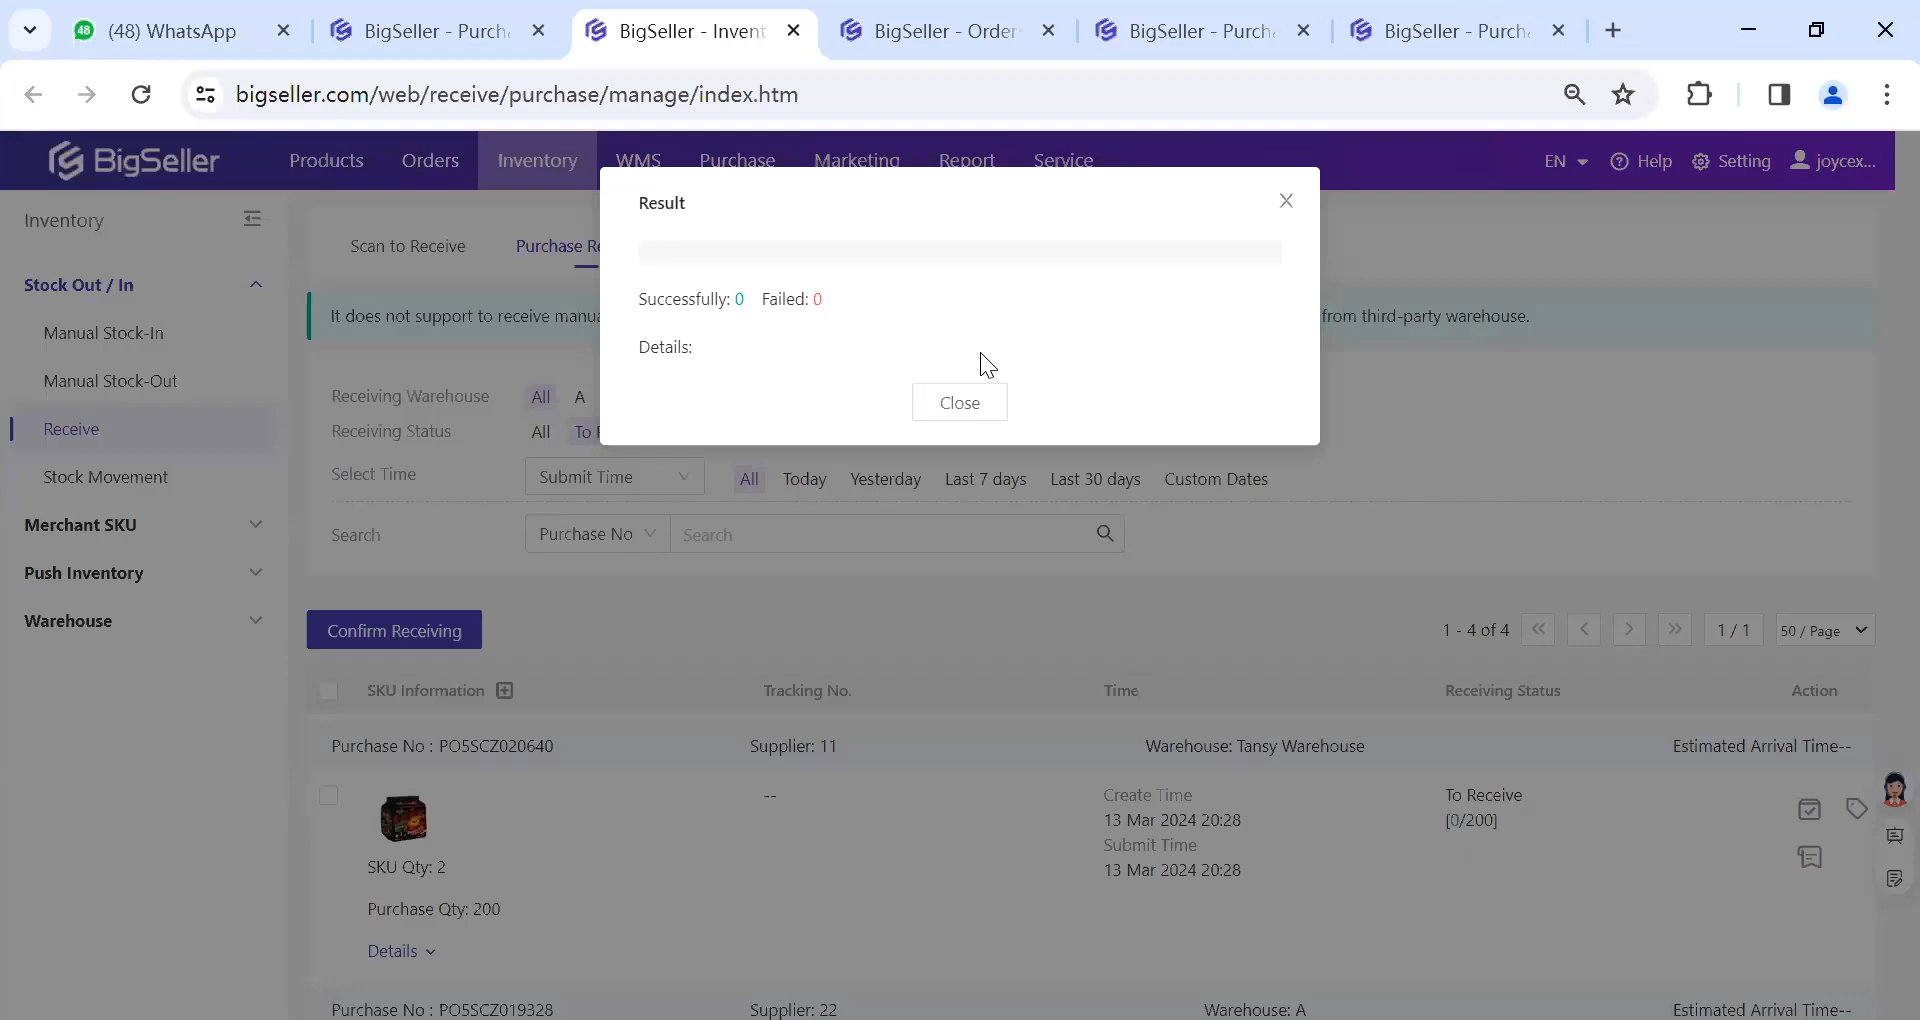 48 (48) WhatsApp BigSeller - Purch BigSeller - Invent BigSeller - Order BigSeller - Purch BigSeller - Purch
bigseller.com/web/receive/purchase/manage/index.htm
BigSeller Products Orders Inventory WMS Purchase Marketing Report Service EN Help Setting joycex...
Inventory
Stock Out / In
Manual Stock-In
Manual Stock-Out
Receive
Stock Movement
Merchant SKU
Push Inventory
Warehouse
Scan to Receive Purchase Re
It does not support to receive manua from third-party warehouse.
Result
Successfully: 0 Failed: 0
Details:
Close
Receiving Warehouse All A
Receiving Status All To
Select Time Submit Time All Today Yesterday Last 7 days Last 30 days Custom Dates
Search Purchase No Search
Confirm Receiving 1 - 4 of 4 1 / 1 50 / Page
SKU Information Tracking No. Time Receiving Status Action
Purchase No : PO5SCZ020640 Supplier: 11 Warehouse: Tansy Warehouse Estimated Arrival Time--
-- Create Time To Receive
13 Mar 2024 20:28 [0/200]
Submit Time
SKU Qty: 2 13 Mar 2024 20:28
Purchase Qty: 200
Details
Purchase No : PO5SCZ019328 Supplier: 22 Warehouse: A Estimated Arrival Time--